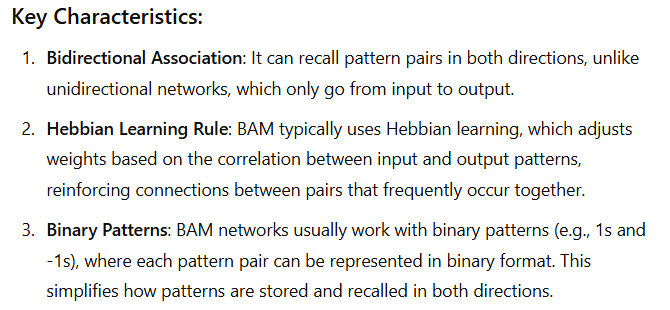 Key Characteristics:
1. Bidirectional Association: It can recall pattern pairs in both directions, unlike
unidirectional networks, which only go from input to output.
2. Hebbian Learning Rule: BAM typically uses Hebbian learning, which adjusts
weights based on the correlation between input and output patterns,
reinforcing connections between pairs that frequently occur together.
3. Binary Patterns: BAM networks usually work with binary patterns (e.g., 1s and
-1s), where each pattern pair can be represented in binary format. This
simplifies how patterns are stored and recalled in both directions.